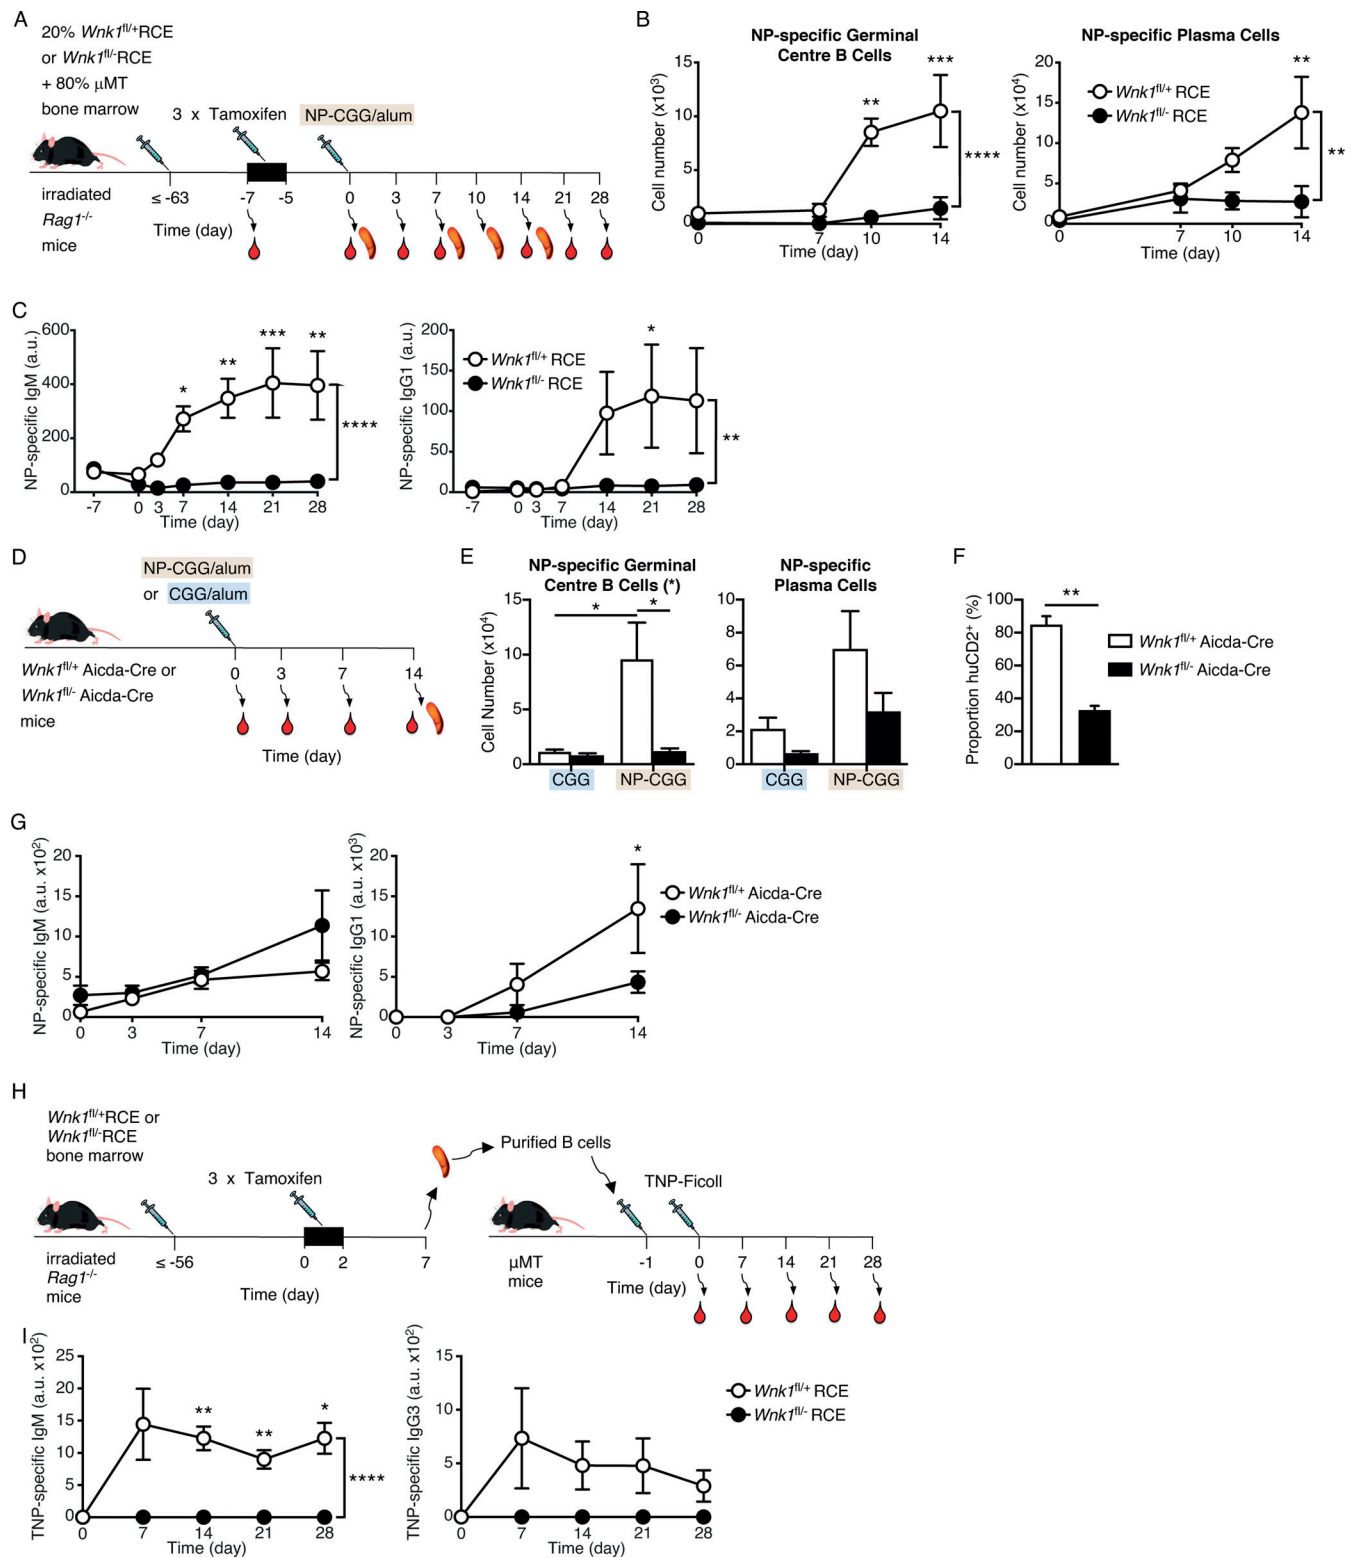 A
20% Wnk1fl/+RCE
or Wnk1fl/-RCE
+ 80% μMT
bone marrow
3 x Tamoxifen
NP-CGG/alum
irradiated
Rag1-/-
mice
≤ -63
-7
-5
0
3
7
10
14
21
28
Time (day)
B
NP-specific Germinal
Centre B Cells
Cell number (x10³)
15
10
5
0
**
***
****
0
7
10
14
Time (day)
NP-specific Plasma Cells
Cell number (x10⁴)
20
15
10
5
0
Wnk1fl/+ RCE
Wnk1fl/- RCE
**
**
0
7
10
14
Time (day)
C
NP-specific IgM (a.u.)
600
400
200
0
*
**
***
**
****
-7
0
3
7
14
21
28
Time (day)
NP-specific IgG1 (a.u.)
200
150
100
50
0
Wnk1fl/+ RCE
Wnk1fl/- RCE
*
**
-7
0
3
7
14
21
28
Time (day)
D
NP-CGG/alum
or CGG/alum
Wnk1fl/+ Aicda-Cre or
Wnk1fl/- Aicda-Cre
mice
0
3
7
14
Time (day)
E
NP-specific Germinal
Centre B Cells (*)
Cell Number (x10⁴)
15
10
5
0
*
*
CGG
NP-CGG
NP-specific
Plasma Cells
8
6
4
2
0
CGG
NP-CGG
F
Proportion huCD2⁺ (%)
100
80
60
40
20
0
**
Wnk1fl/+ Aicda-Cre
Wnk1fl/- Aicda-Cre
G
NP-specific IgM (a.u. x10²)
20
15
10
5
0
0
3
7
14
Time (day)
NP-specific IgG1 (a.u. x10³)
20
15
10
5
0
*
0
3
7
14
Time (day)
Wnk1fl/+ Aicda-Cre
Wnk1fl/- Aicda-Cre
H
Wnk1fl/+RCE or
Wnk1fl/-RCE
bone marrow
3 x Tamoxifen
irradiated
Rag1-/-
mice
≤ -56
0
2
7
Time (day)
Purified B cells
TNP-Ficoll
μMT
mice
-1
0
7
14
21
28
Time (day)
I
TNP-specific IgM (a.u. x10²)
25
20
15
10
5
0
**
**
*
****
0
7
14
21
28
Time (day)
TNP-specific IgG3 (a.u. x10²)
15
10
5
0
0
7
14
21
28
Time (day)
Wnk1fl/+ RCE
Wnk1fl/- RCE